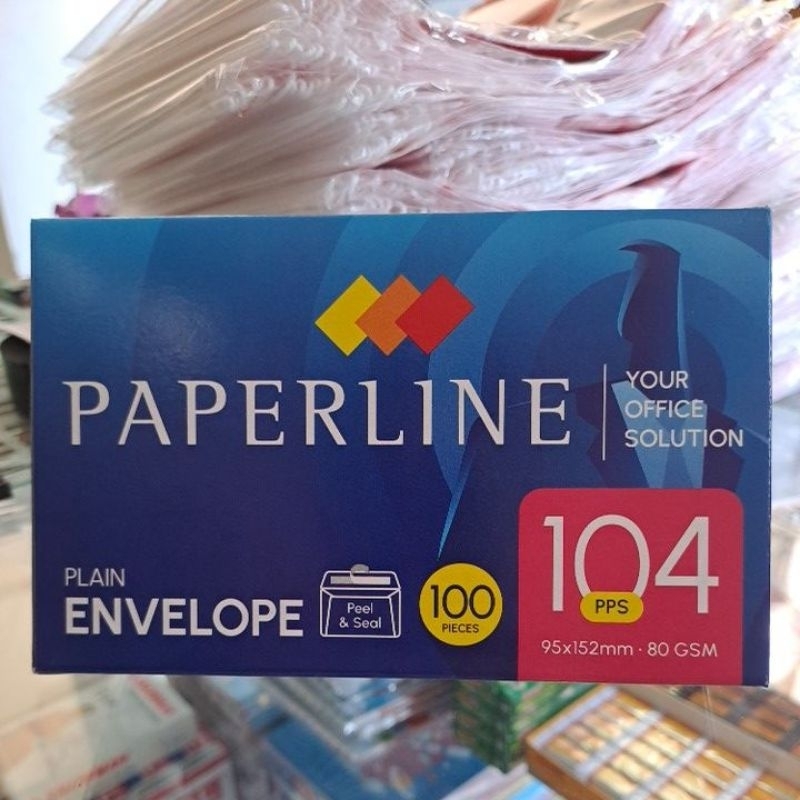 PAPERLINE
YOUR
OFFICE
SOLUTION
PLAIN
ENVELOPE
Peel
& Seal
100
PIECES
104
PPS
95x152mm · 80 GSM